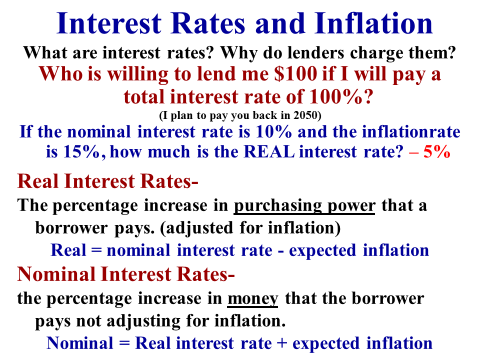 Interest Rates and Inflation
What are interest rates? Why do lenders charge them?
Who is willing to lend me $100 if I will pay a
total interest rate of 100%?
(I plan to pay you back in 2050)
If the nominal interest rate is 10% and the inflationrate
is 15%, how much is the REAL interest rate? – 5%
Real Interest Rates-
The percentage increase in purchasing power that a
borrower pays. (adjusted for inflation)
Real = nominal interest rate - expected inflation
Nominal Interest Rates-
the percentage increase in money that the borrower
pays not adjusting for inflation.
Nominal = Real interest rate + expected inflation